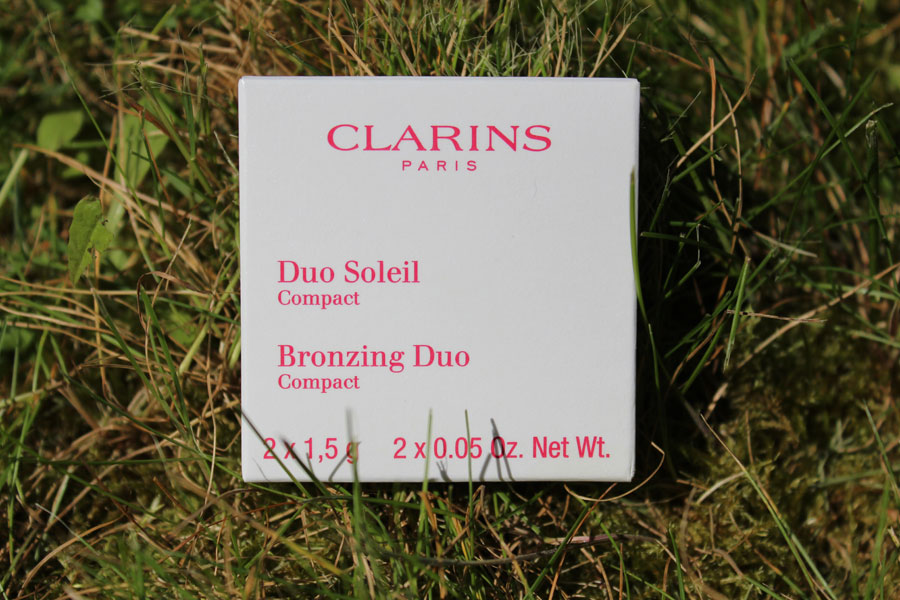 CLARINS
PARIS
Duo Soleil
Compact
Bronzing Duo
Compact
2 x 1,5 g 2 x 0.05 Oz. Net Wt.